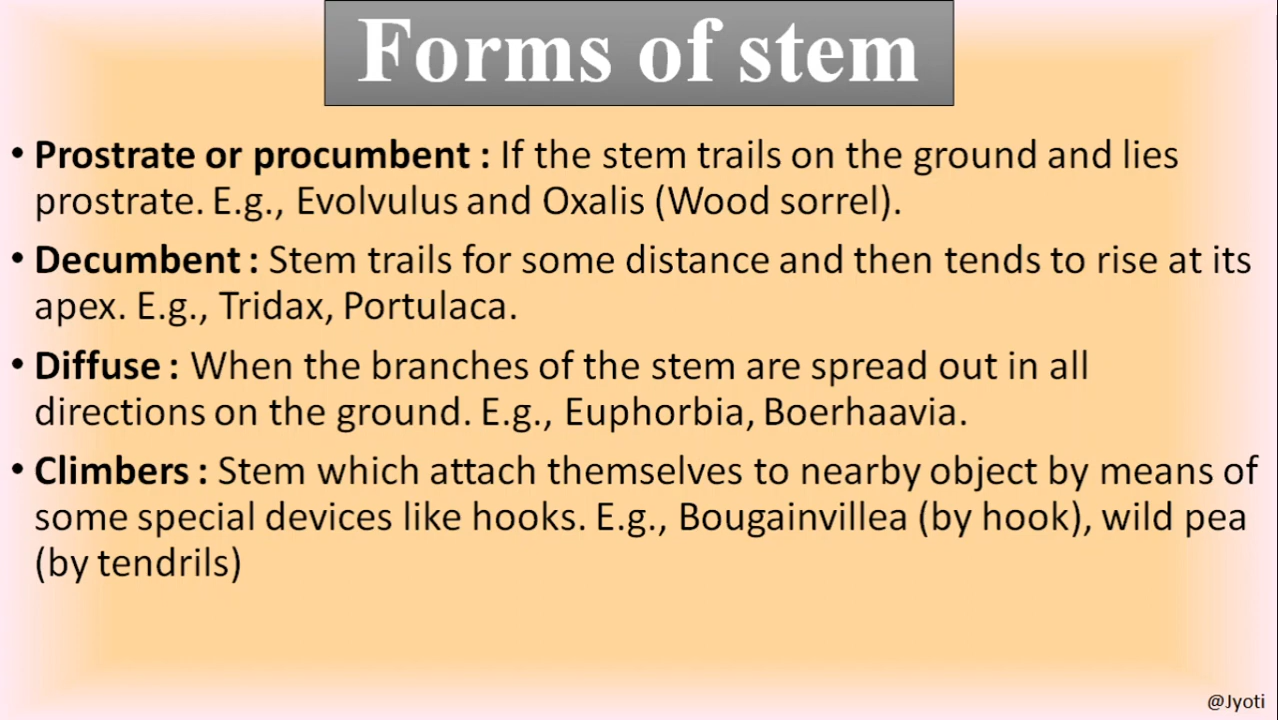 Forms of stem
• Prostrate or procumbent : If the stem trails on the ground and lies
prostrate. E.g., Evolvulus and Oxalis (Wood sorrel).
• Decumbent : Stem trails for some distance and then tends to rise at its
apex. E.g., Tridax, Portulaca.
• Diffuse : When the branches of the stem are spread out in all
directions on the ground. E.g., Euphorbia, Boerhaavia.
• Climbers : Stem which attach themselves to nearby object by means of
some special devices like hooks. E.g., Bougainvillea (by hook), wild pea
(by tendrils)
@Jyoti